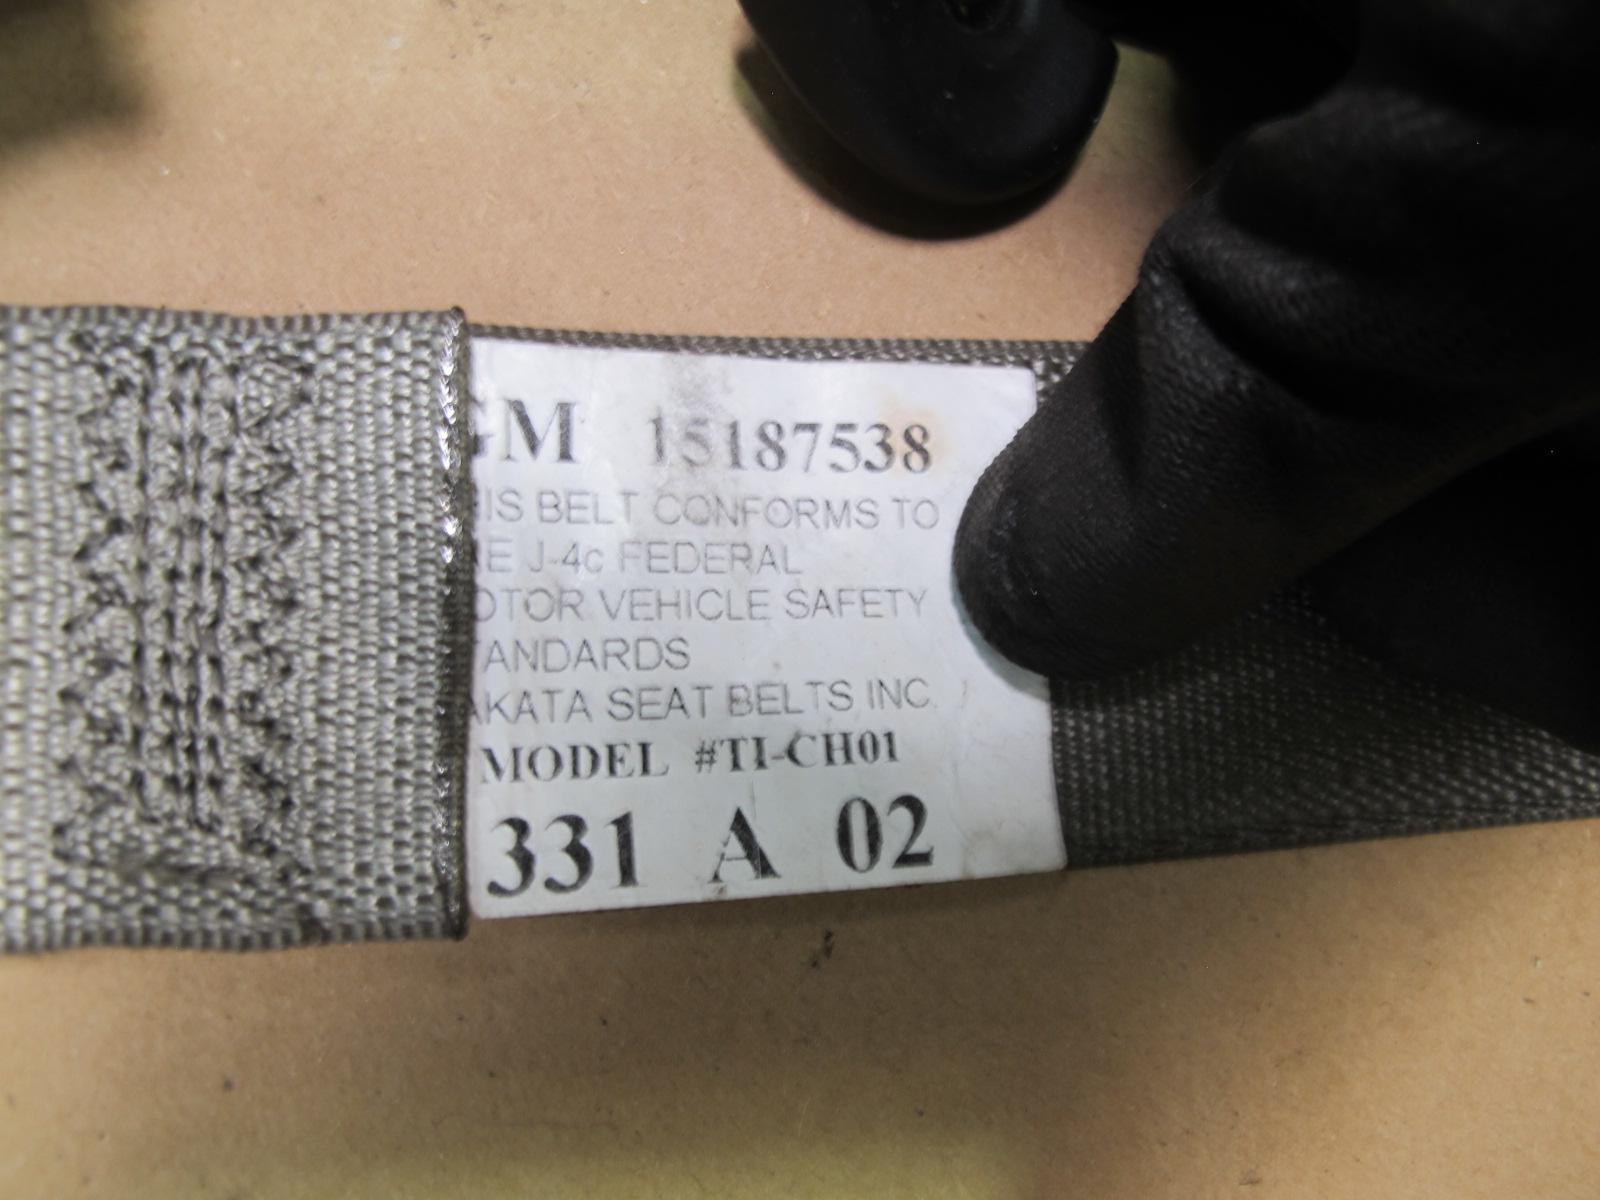 GM 15187538
IS BELT CONFORMS TO
E J-4c FEDERAL
OTOR VEHICLE SAFETY
ANDARDS
AKATA SEAT BELTS INC.
MODEL #TI-CH01
331 A 02